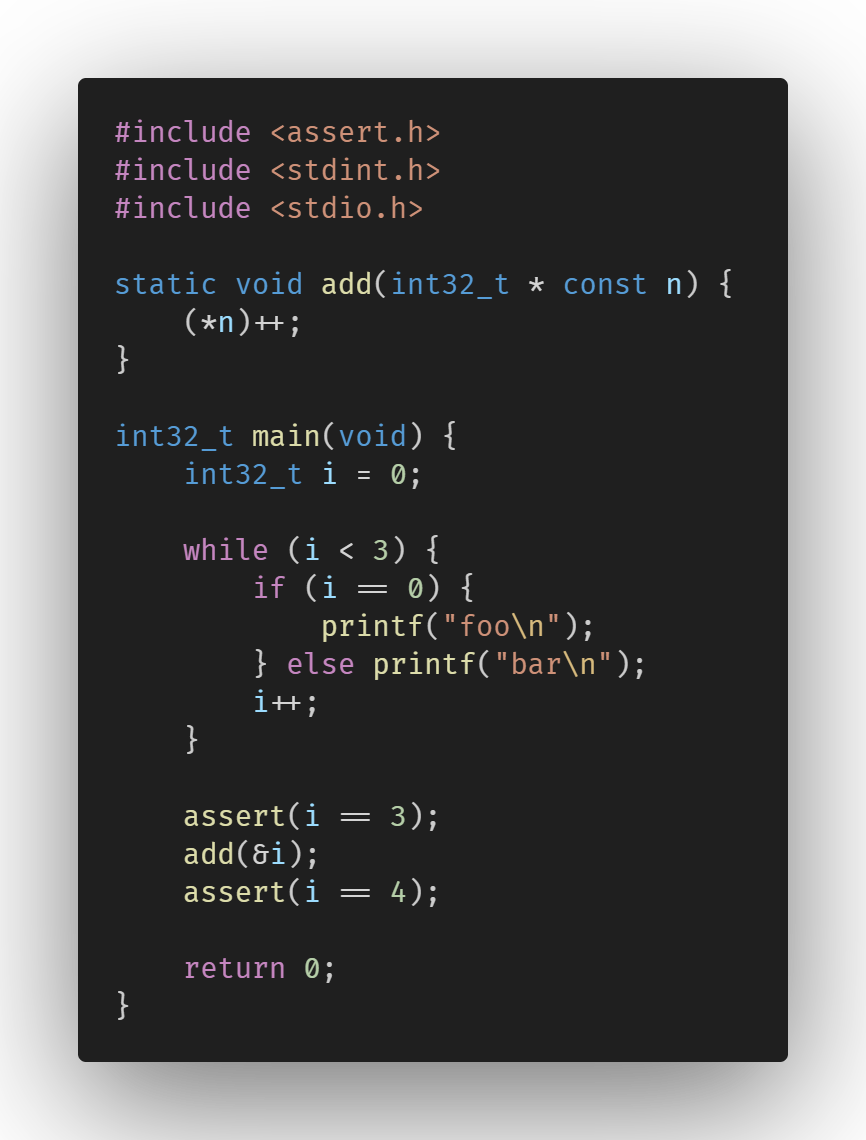 #include <assert.h>
#include <stdint.h>
#include <stdio.h>

static void add(int32_t * const n) {
    (*n)++;
}

int32_t main(void) {
    int32_t i = 0;

    while (i < 3) {
        if (i == 0) {
            printf("foo\n");
        } else printf("bar\n");
        i++;
    }

    assert(i == 3);
    add(&i);
    assert(i == 4);

    return 0;
}